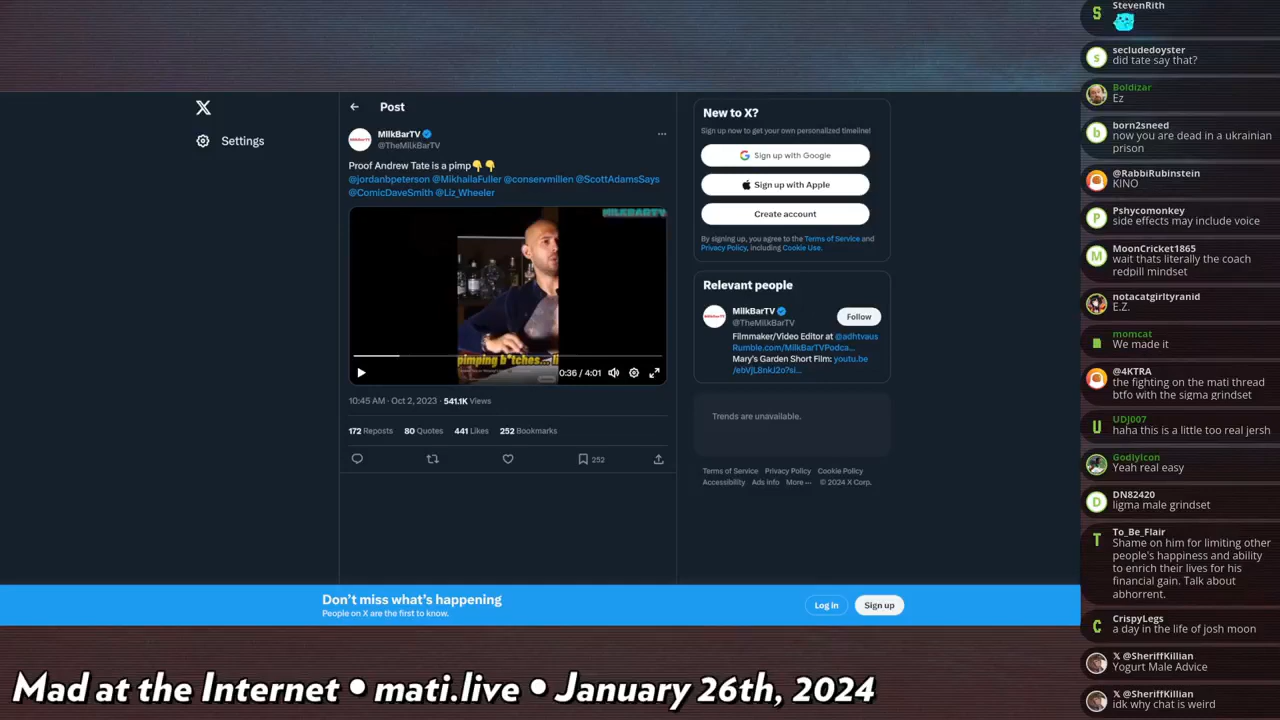 Settings
Post
MilkBarTV
@TheMilkBarTV
Proof Andrew Tate is a pimp👇👇
@jordanbpeterson @MikhailaFuller @conservmillen @ScottAdamsSays
@ComicDaveSmith @Liz_Wheeler
MILKBARTV
pimping b*tches...li
0:36 / 4:01
10:45 AM · Oct 2, 2023 · 541.1K Views
172 Reposts 80 Quotes 441 Likes 252 Bookmarks
252
New to X?
Sign up now to get your own personalized timeline!
Sign up with Google
Sign up with Apple
Create account
By signing up, you agree to the Terms of Service and
Privacy Policy, including Cookie Use.
Relevant people
MilkBarTV
@TheMilkBarTV
Follow
Filmmaker/Video Editor at @adhtvaus
Rumble.com/MilkBarTVPodca...
Mary's Garden Short Film: youtu.be
/ebVjL8nkJ2o?si...
Trends are unavailable.
Terms of Service Privacy Policy Cookie Policy
Accessibility Ads info More ··· © 2024 X Corp.
Don't miss what's happening
People on X are the first to know.
Log in
Sign up
StevenRith
secludedoyster
did tate say that?
Boldizar
Ez
born2sneed
now you are dead in a ukrainian
prison
@RabbiRubinstein
KINO
Pshycomonkey
side effects may include voice
MoonCricket1865
wait thats literally the coach
redpill mindset
notacatgirltyranid
E.Z.
momcat
We made it
@4KTRA
the fighting on the mati thread
btfo with the sigma grindset
UDJ007
haha this is a little too real jersh
GodlyIcon
Yeah real easy
DN82420
ligma male grindset
To_Be_Flair
Shame on him for limiting other
people's happiness and ability
to enrich their lives for his
financial gain. Talk about
abhorrent.
CrispyLegs
a day in the life of josh moon
𝕏 @SheriffKillian
Yogurt Male Advice
𝕏 @SheriffKillian
idk why chat is weird
Mad at the Internet • mati.live • January 26th, 2024